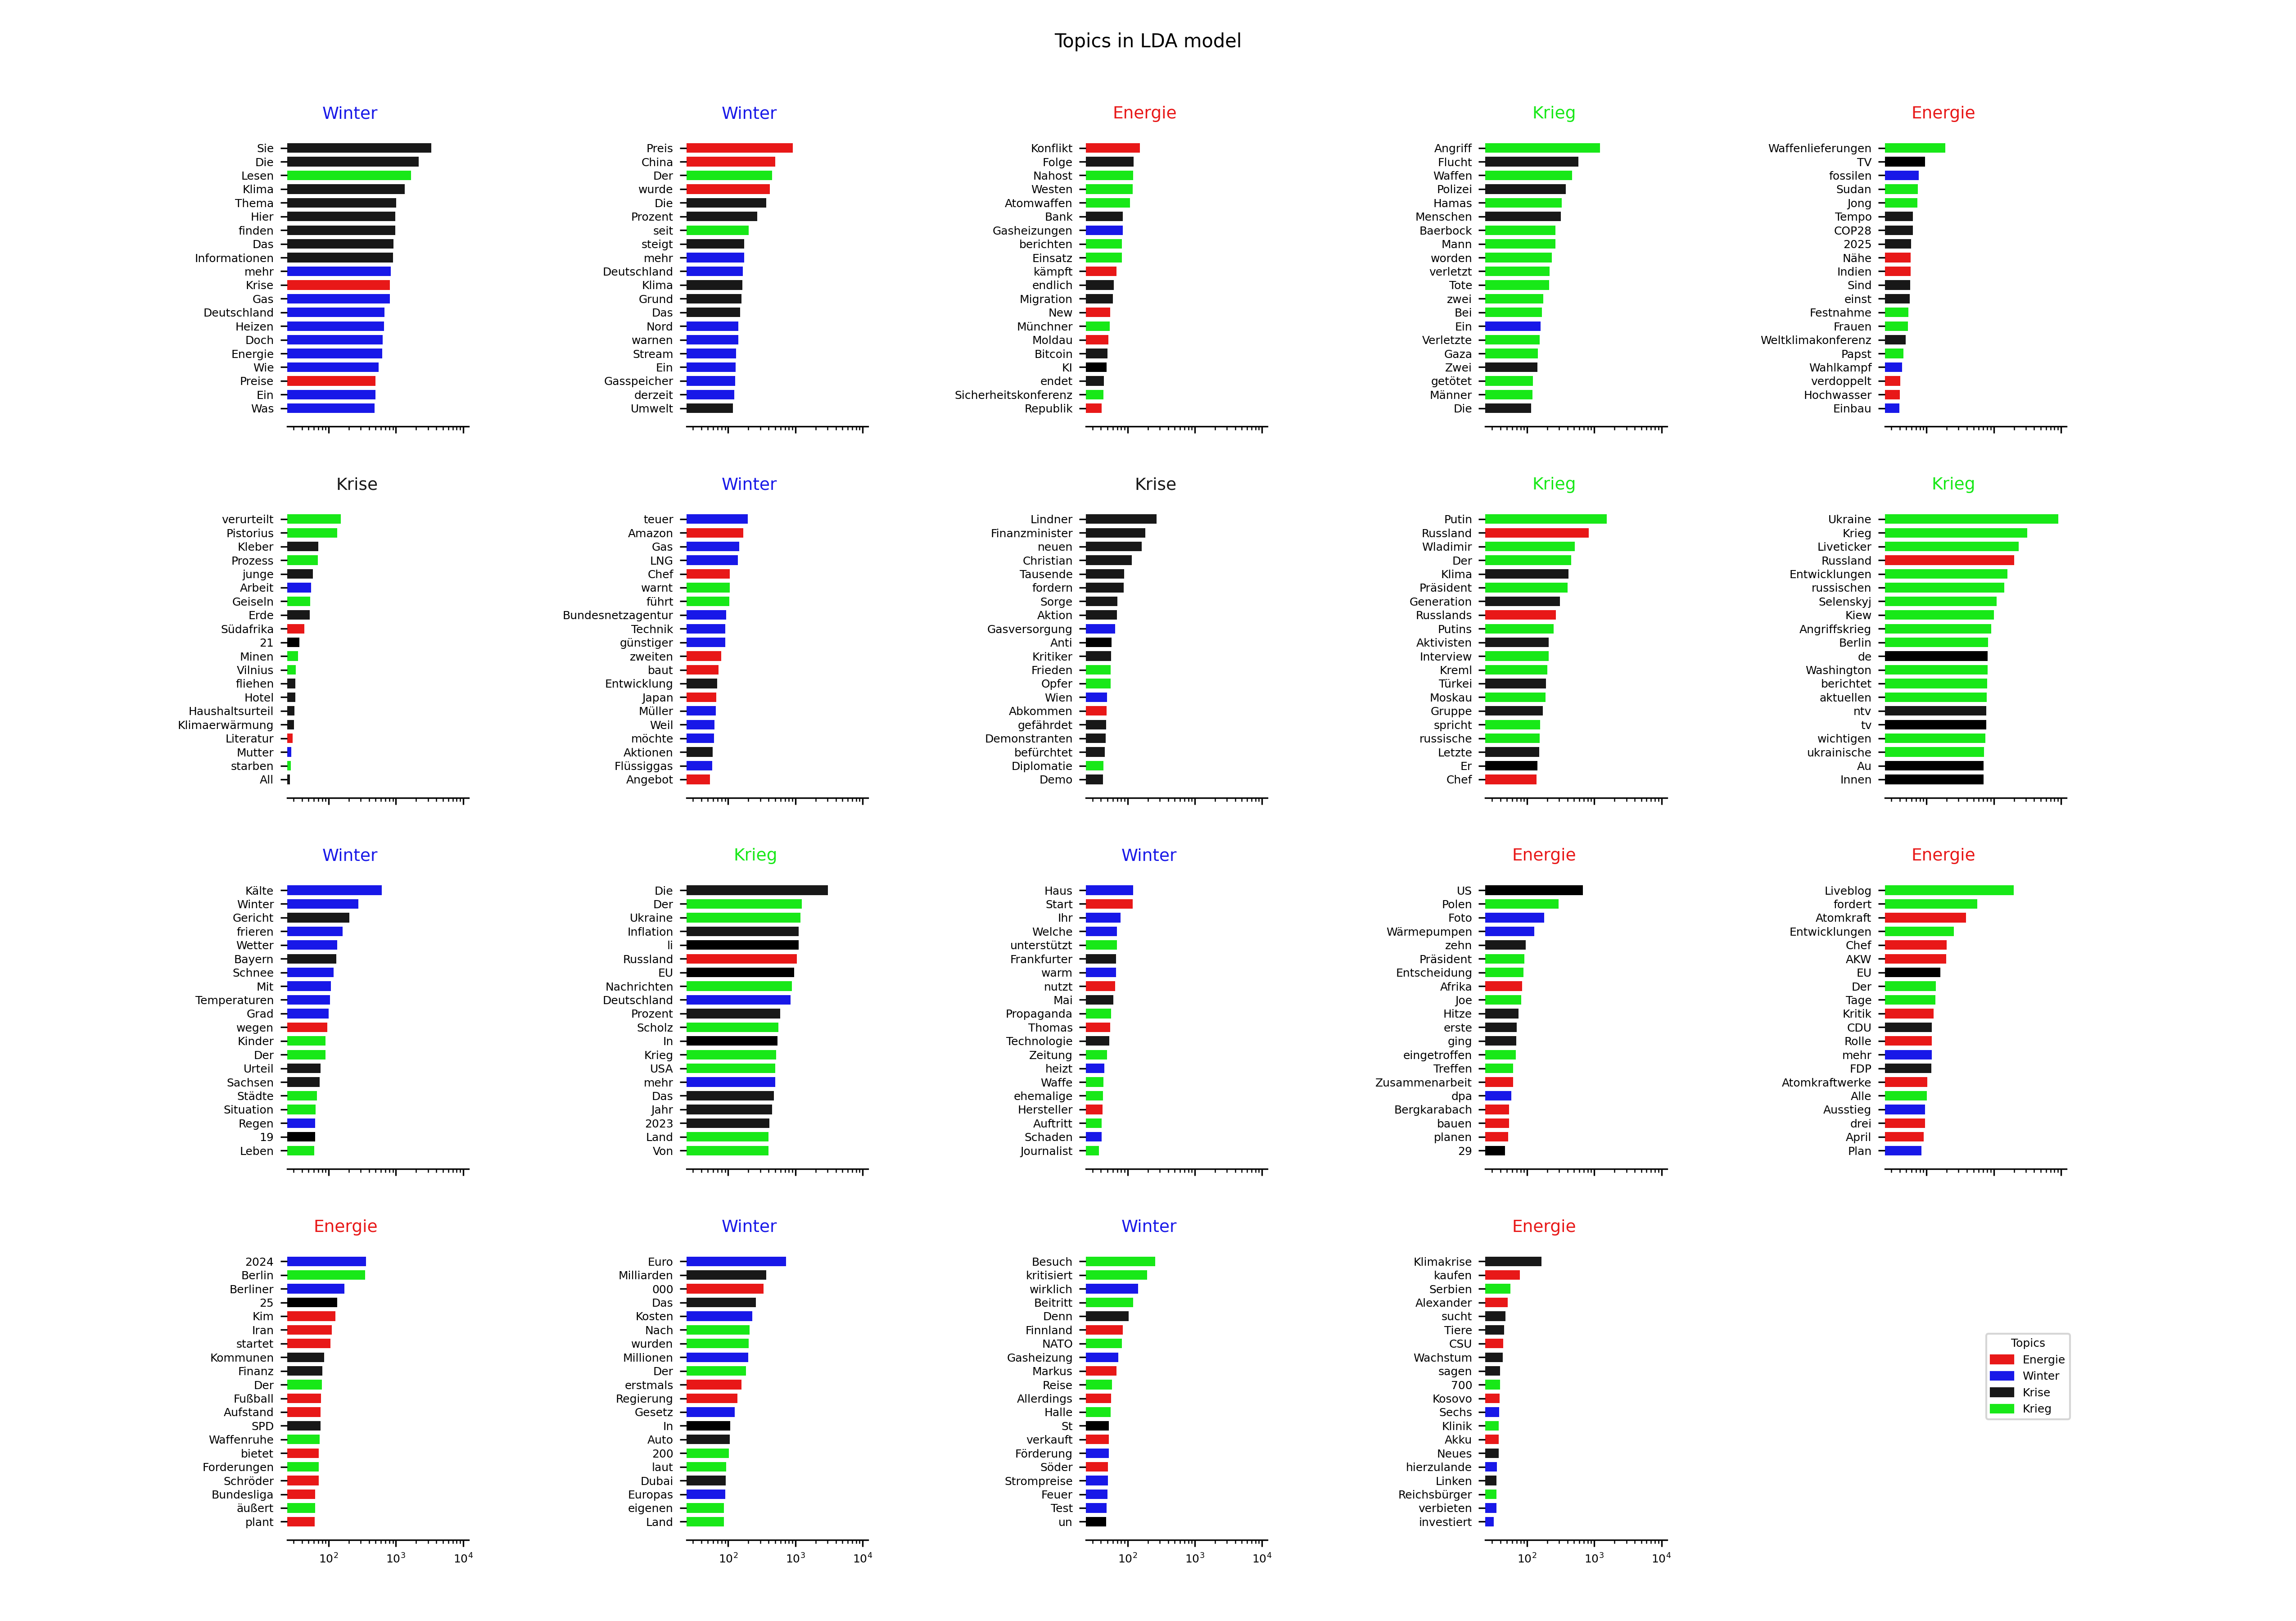 Topics in LDA model
Winter
Sie
Die
Lesen
Klima
Thema
Hier
finden
Das
Informationen
mehr
Krise
Gas
Deutschland
Heizen
Doch
Energie
Wie
Preise
Ein
Was
Winter
Preis
China
Der
wurde
Die
Prozent
seit
steigt
mehr
Deutschland
Klima
Grund
Das
Nord
warnen
Stream
Ein
Gasspeicher
derzeit
Umwelt
Energie
Konflikt
Folge
Nahost
Westen
Atomwaffen
Bank
Gasheizungen
berichten
Einsatz
kämpft
endlich
Migration
New
Münchner
Moldau
Bitcoin
KI
endet
Sicherheitskonferenz
Republik
Krieg
Angriff
Flucht
Waffen
Polizei
Hamas
Menschen
Baerbock
Mann
worden
verletzt
Tote
zwei
Bei
Ein
Verletzte
Gaza
Zwei
getötet
Männer
Die
Energie
Waffenlieferungen
TV
fossilen
Sudan
Jong
Tempo
COP28
2025
Nähe
Indien
Sind
einst
Festnahme
Frauen
Weltklimakonferenz
Papst
Wahlkampf
verdoppelt
Hochwasser
Einbau
Krise
verurteilt
Pistorius
Kleber
Prozess
junge
Arbeit
Geiseln
Erde
Südafrika
21
Minen
Vilnius
fliehen
Hotel
Haushaltsurteil
Klimaerwärmung
Literatur
Mutter
starben
All
Winter
teuer
Amazon
Gas
LNG
Chef
warnt
führt
Bundesnetzagentur
Technik
günstiger
zweiten
baut
Entwicklung
Japan
Müller
Weil
möchte
Aktionen
Flüssiggas
Angebot
Krise
Lindner
Finanzminister
neuen
Christian
Tausende
fordern
Sorge
Aktion
Gasversorgung
Anti
Kritiker
Frieden
Opfer
Wien
Abkommen
gefährdet
Demonstranten
befürchtet
Diplomatie
Demo
Krieg
Putin
Russland
Wladimir
Der
Klima
Präsident
Generation
Russlands
Putins
Aktivisten
Interview
Kreml
Türkei
Moskau
Gruppe
spricht
russische
Letzte
Er
Chef
Krieg
Ukraine
Krieg
Liveticker
Russland
Entwicklungen
russischen
Selenskyj
Kiew
Angriffskrieg
Berlin
de
Washington
berichtet
aktuellen
ntv
tv
wichtigen
ukrainische
Au
Innen
Winter
Kälte
Winter
Gericht
frieren
Wetter
Bayern
Schnee
Mit
Temperaturen
Grad
wegen
Kinder
Der
Urteil
Sachsen
Städte
Situation
Regen
19
Leben
Krieg
Die
Der
Ukraine
Inflation
li
Russland
EU
Nachrichten
Deutschland
Prozent
Scholz
In
Krieg
USA
mehr
Das
Jahr
2023
Land
Von
Winter
Haus
Start
Ihr
Welche
unterstützt
Frankfurter
warm
nutzt
Mai
Propaganda
Thomas
Technologie
Zeitung
heizt
Waffe
ehemalige
Hersteller
Auftritt
Schaden
Journalist
Energie
US
Polen
Foto
Wärmepumpen
zehn
Präsident
Entscheidung
Afrika
Joe
Hitze
erste
ging
eingetroffen
Treffen
Zusammenarbeit
dpa
Bergkarabach
bauen
planen
29
Energie
Liveblog
fordert
Atomkraft
Entwicklungen
Chef
AKW
EU
Der
Tage
Kritik
CDU
Rolle
mehr
FDP
Atomkraftwerke
Alle
Ausstieg
drei
April
Plan
Energie
2024
Berlin
Berliner
25
Kim
Iran
startet
Kommunen
Finanz
Der
Fußball
Aufstand
SPD
Waffenruhe
bietet
Forderungen
Schröder
Bundesliga
äußert
plant
10² 10³ 10⁴
Winter
Euro
Milliarden
000
Das
Kosten
Nach
wurden
Millionen
Der
erstmals
Regierung
Gesetz
In
Auto
200
laut
Dubai
Europas
eigenen
Land
10² 10³ 10⁴
Winter
Besuch
kritisiert
wirklich
Beitritt
Denn
Finnland
NATO
Gasheizung
Markus
Reise
Allerdings
Halle
St
verkauft
Förderung
Söder
Strompreise
Feuer
Test
un
10² 10³ 10⁴
Energie
Klimakrise
kaufen
Serbien
Alexander
sucht
Tiere
CSU
Wachstum
sagen
700
Kosovo
Sechs
Klinik
Akku
Neues
hierzulande
Linken
Reichsbürger
verbieten
investiert
10² 10³ 10⁴
Topics
Energie
Winter
Krise
Krieg